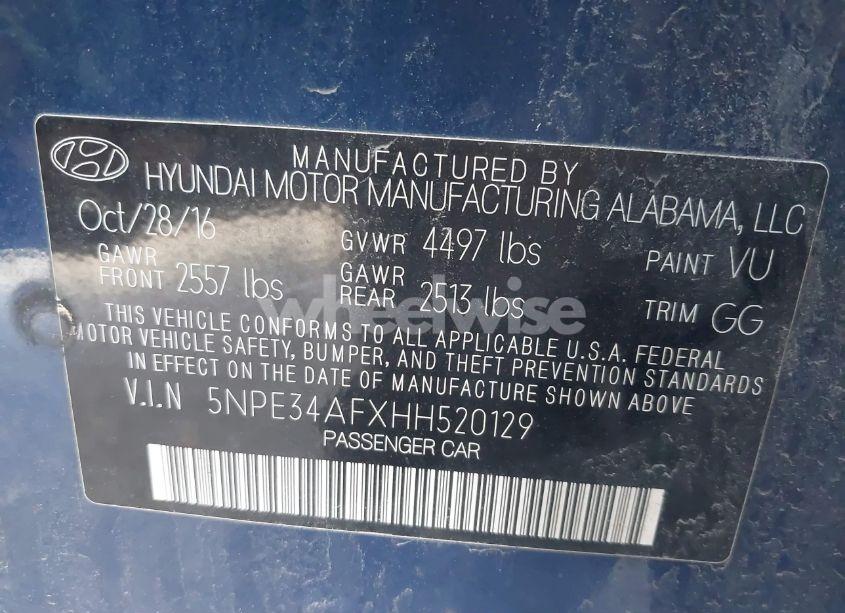 MANUFACTURED BY
HYUNDAI MOTOR MANUFACTURING ALABAMA, LLC
Oct/28/16 GVWR 4497 lbs PAINT VU
GAWR FRONT 2557 lbs GAWR REAR 2513 lbs TRIM GG
THIS VEHICLE CONFORMS TO ALL APPLICABLE U.S.A. FEDERAL
MOTOR VEHICLE SAFETY, BUMPER, AND THEFT PREVENTION STANDARDS
IN EFFECT ON THE DATE OF MANUFACTURE SHOWN ABOVE
V.I.N 5NPE34AFXHH520129
PASSENGER CAR
wheelwise